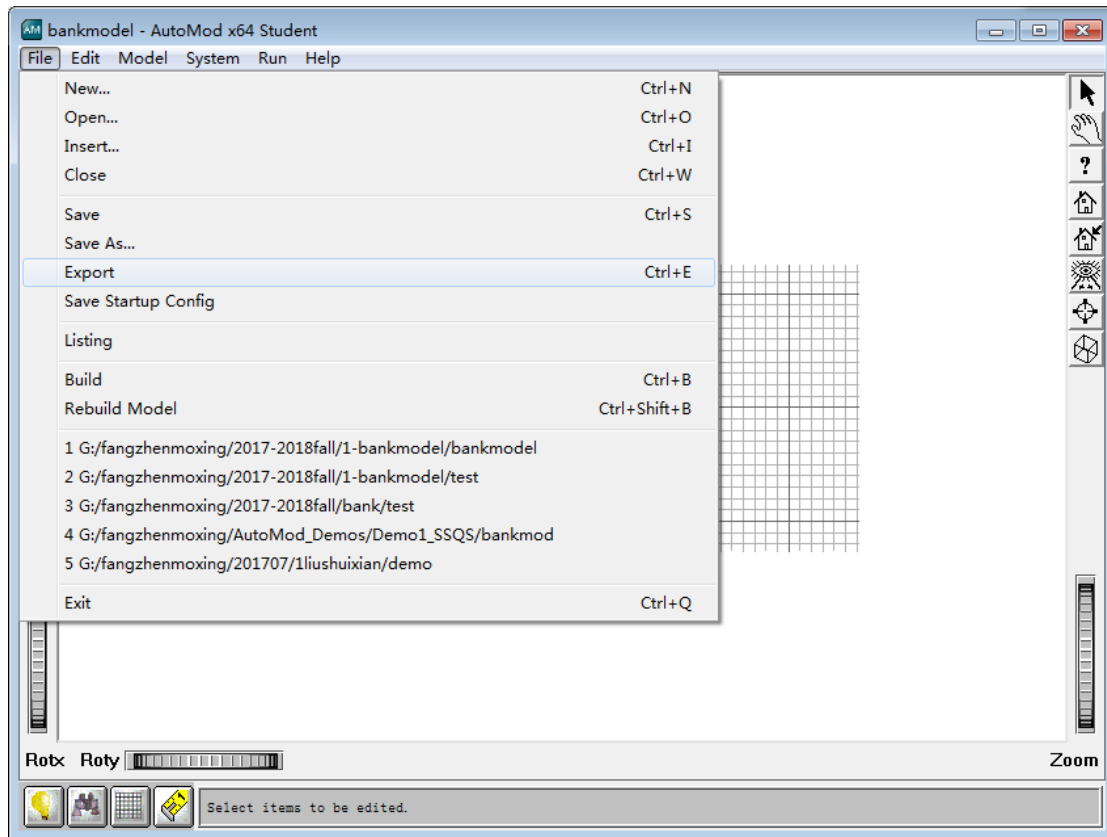 AM bankmodel - AutoMod x64 Student
File Edit Model System Run Help
New... Ctrl+N
Open... Ctrl+O
Insert... Ctrl+I
Close Ctrl+W
Save Ctrl+S
Save As...
Export Ctrl+E
Save Startup Config
Listing
Build Ctrl+B
Rebuild Model Ctrl+Shift+B
1 G:/fangzhenmoxing/2017-2018fall/1-bankmodel/bankmodel
2 G:/fangzhenmoxing/2017-2018fall/1-bankmodel/test
3 G:/fangzhenmoxing/2017-2018fall/bank/test
4 G:/fangzhenmoxing/AutoMod_Demos/Demo1_SSQS/bankmod
5 G:/fangzhenmoxing/201707/1liushuixian/demo
Exit Ctrl+Q
?
Rotx Roty Zoom
Select items to be edited.